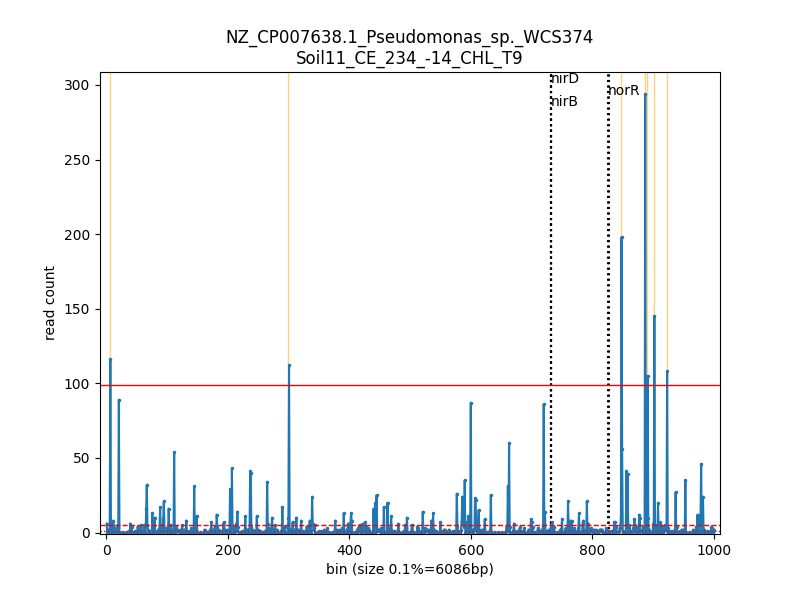 NZ_CP007638.1_Pseudomonas_sp._WCS374
Soil11_CE_234_-14_CHL_T9
300
250
200
150
100
50
0
read count
nirD
nirB
norR
0
200
400
600
800
1000
bin (size 0.1%=6086bp)